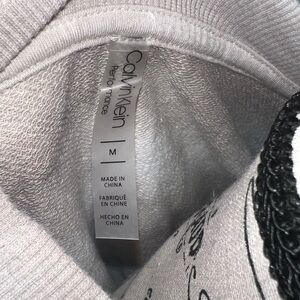 Calvin Klein
Performance
M
MADE IN
CHINA
FABRIQUÉ
EN CHINE
HECHO EN
CHINA